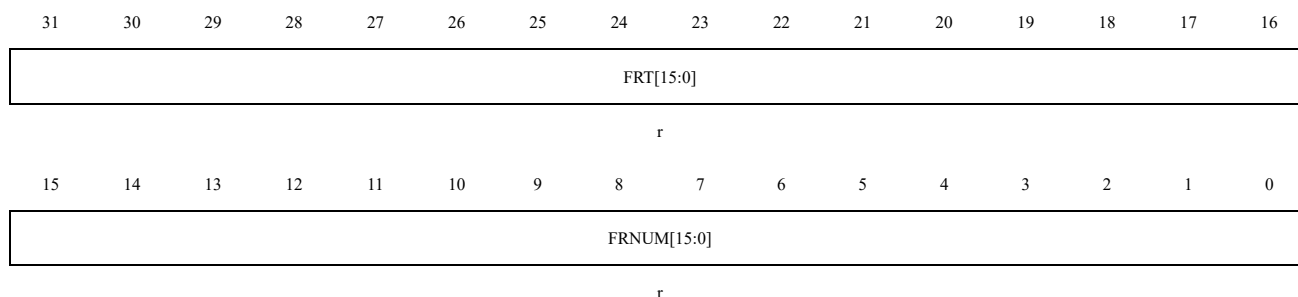 31 30 29 28 27 26 25 24 23 22 21 20 19 18 17 16
FRT[15:0]
r
15 14 13 12 11 10 9 8 7 6 5 4 3 2 1 0
FRNUM[15:0]
r